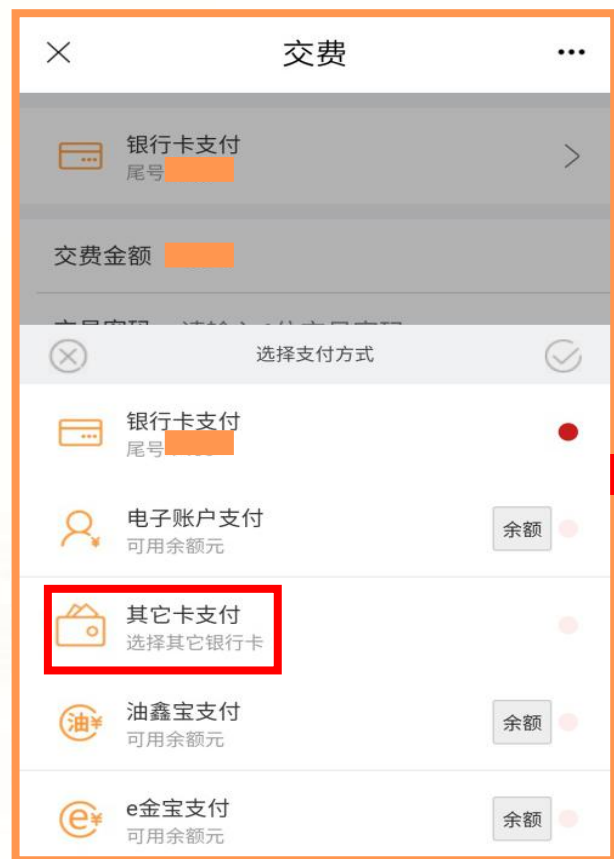 交费
银行卡支付
尾号
交费金额
选择支付方式
银行卡支付
尾号
电子账户支付
可用余额元
余额
其它卡支付
选择其它银行卡
油¥
油鑫宝支付
可用余额元
余额
e¥
e金宝支付
可用余额元
余额